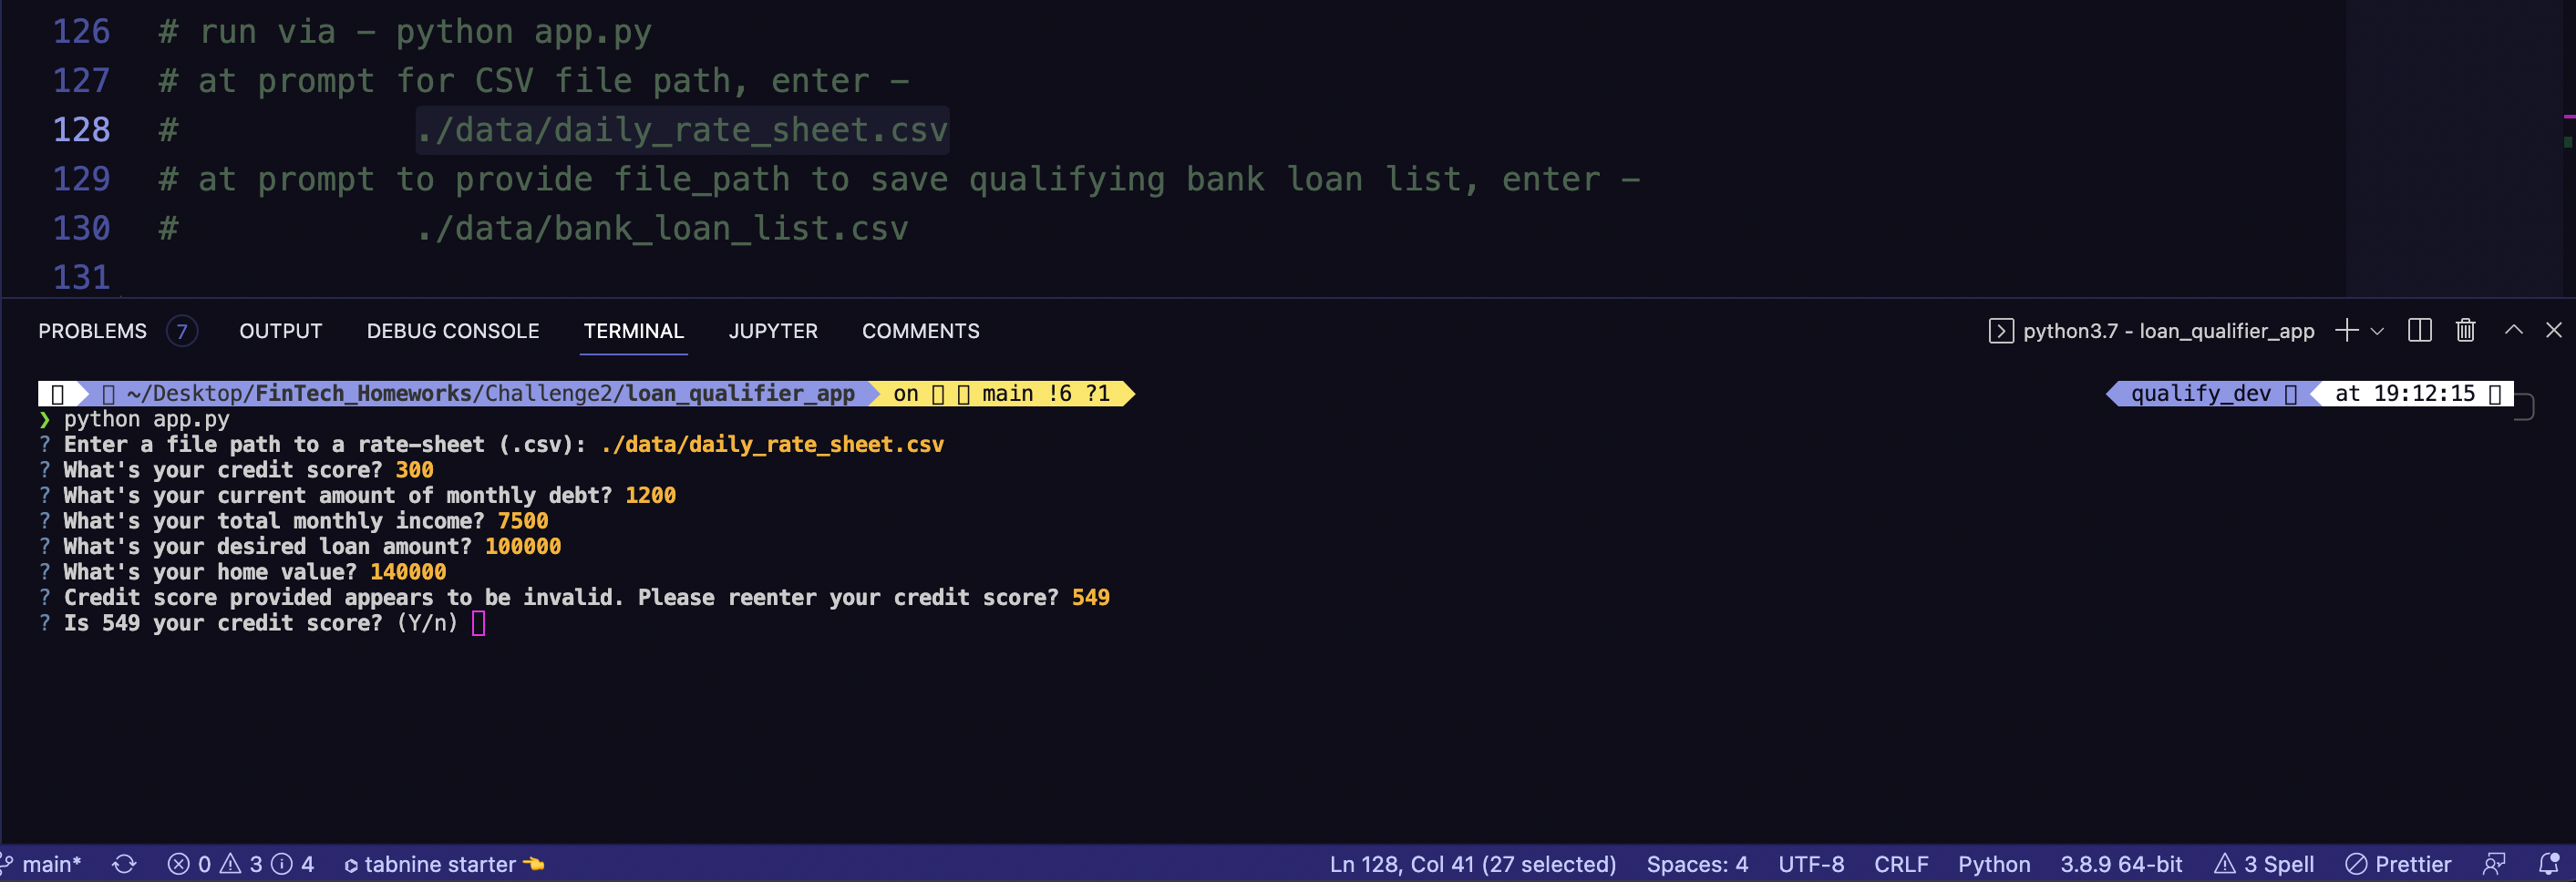 126 # run via - python app.py
127 # at prompt for CSV file path, enter -
128 #            ./data/daily_rate_sheet.csv
129 # at prompt to provide file_path to save qualifying bank loan list, enter -
130 #            ./data/bank_loan_list.csv
131
PROBLEMS 7 OUTPUT DEBUG CONSOLE TERMINAL JUPYTER COMMENTS python3.7 - loan_qualifier_app
~/Desktop/FinTech_Homeworks/Challenge2/loan_qualifier_app on main !6 ?1 qualify_dev at 19:12:15
❯ python app.py
? Enter a file path to a rate-sheet (.csv): ./data/daily_rate_sheet.csv
? What's your credit score? 300
? What's your current amount of monthly debt? 1200
? What's your total monthly income? 7500
? What's your desired loan amount? 100000
? What's your home value? 140000
? Credit score provided appears to be invalid. Please reenter your credit score? 549
? Is 549 your credit score? (Y/n)
main* 0 3 4 tabnine starter 👈 Ln 128, Col 41 (27 selected) Spaces: 4 UTF-8 CRLF Python 3.8.9 64-bit 3 Spell Prettier